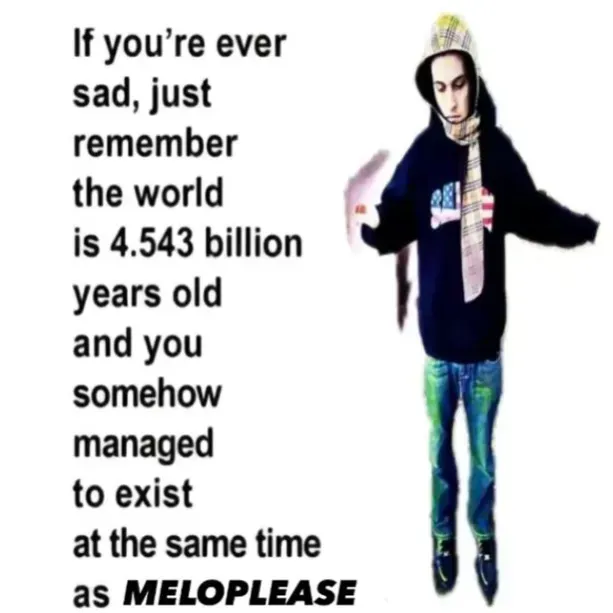 If you’re ever
sad, just
remember
the world
is 4.543 billion
years old
and you
somehow
managed
to exist
at the same time
as MELOPLEASE